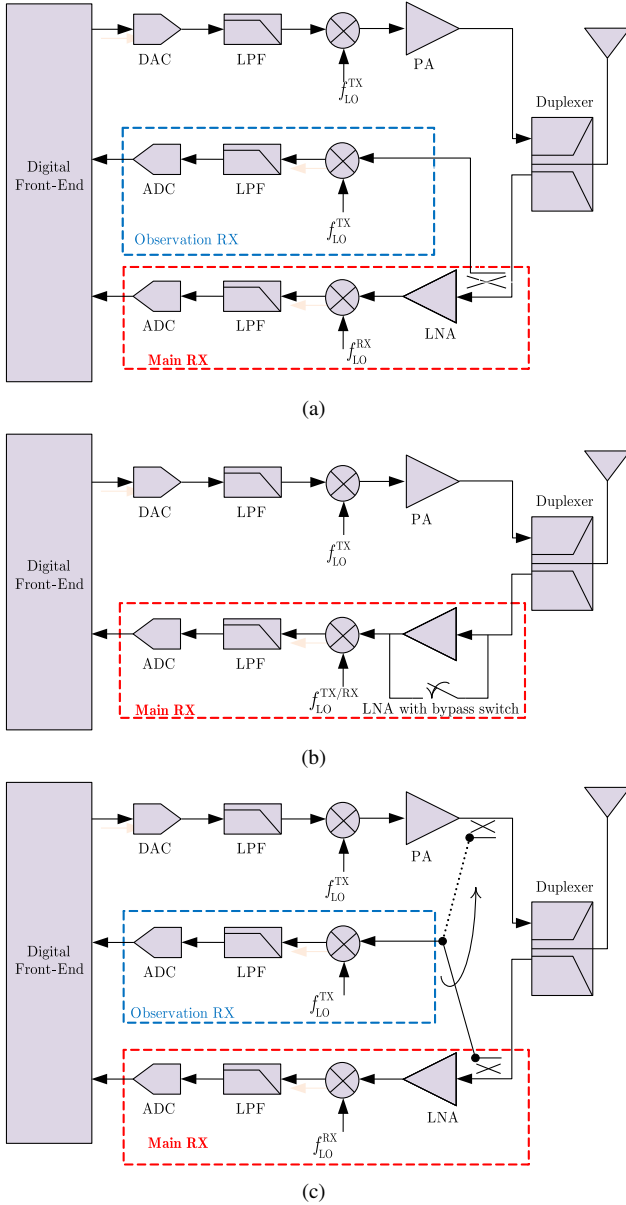 DAC
LPF
f_LO^TX
PA
Duplexer
Digital
Front-End
ADC
LPF
f_LO^TX
Observation RX
ADC
LPF
f_LO^RX
LNA
Main RX
(a)
DAC
LPF
f_LO^TX
PA
Duplexer
Digital
Front-End
ADC
LPF
f_LO^TX/RX
LNA with bypass switch
Main RX
(b)
DAC
LPF
f_LO^TX
PA
Duplexer
Digital
Front-End
ADC
LPF
f_LO^TX
Observation RX
ADC
LPF
f_LO^RX
LNA
Main RX
(c)